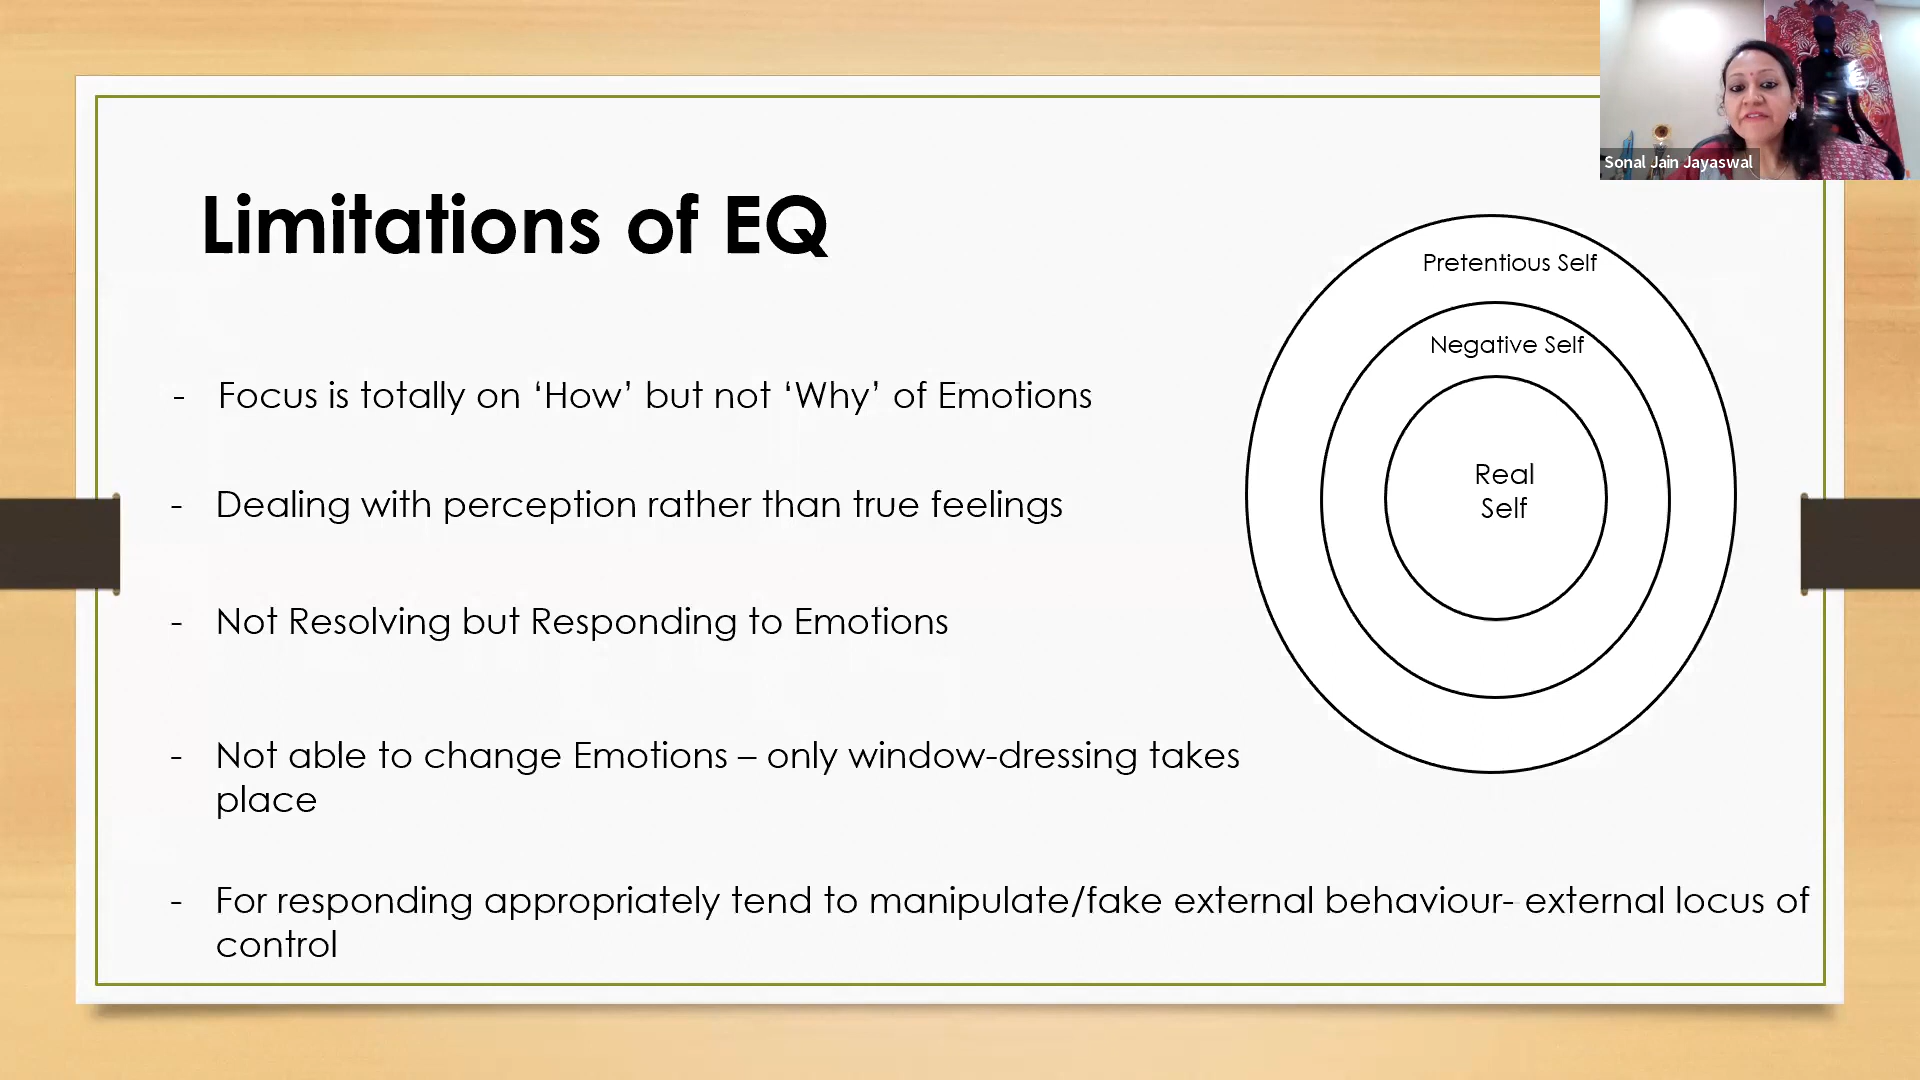 Sonal Jain Jayaswal
Limitations of EQ
Pretentious Self
Negative Self
Real
Self
- Focus is totally on ‘How’ but not ‘Why’ of Emotions
- Dealing with perception rather than true feelings
- Not Resolving but Responding to Emotions
- Not able to change Emotions – only window-dressing takes
place
- For responding appropriately tend to manipulate/fake external behaviour- external locus of
control